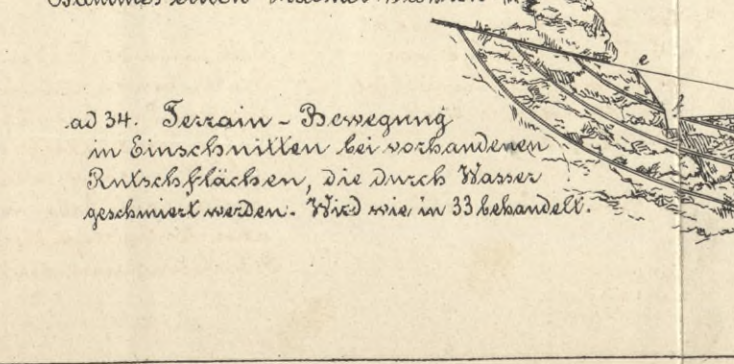 einen
ad 34. Terrain - Bewegung
in Einschnitten bei vorhandenen
Rutschflächen, die durch Wasser
geschmiert werden. Wird wie in 33 behandelt.
e